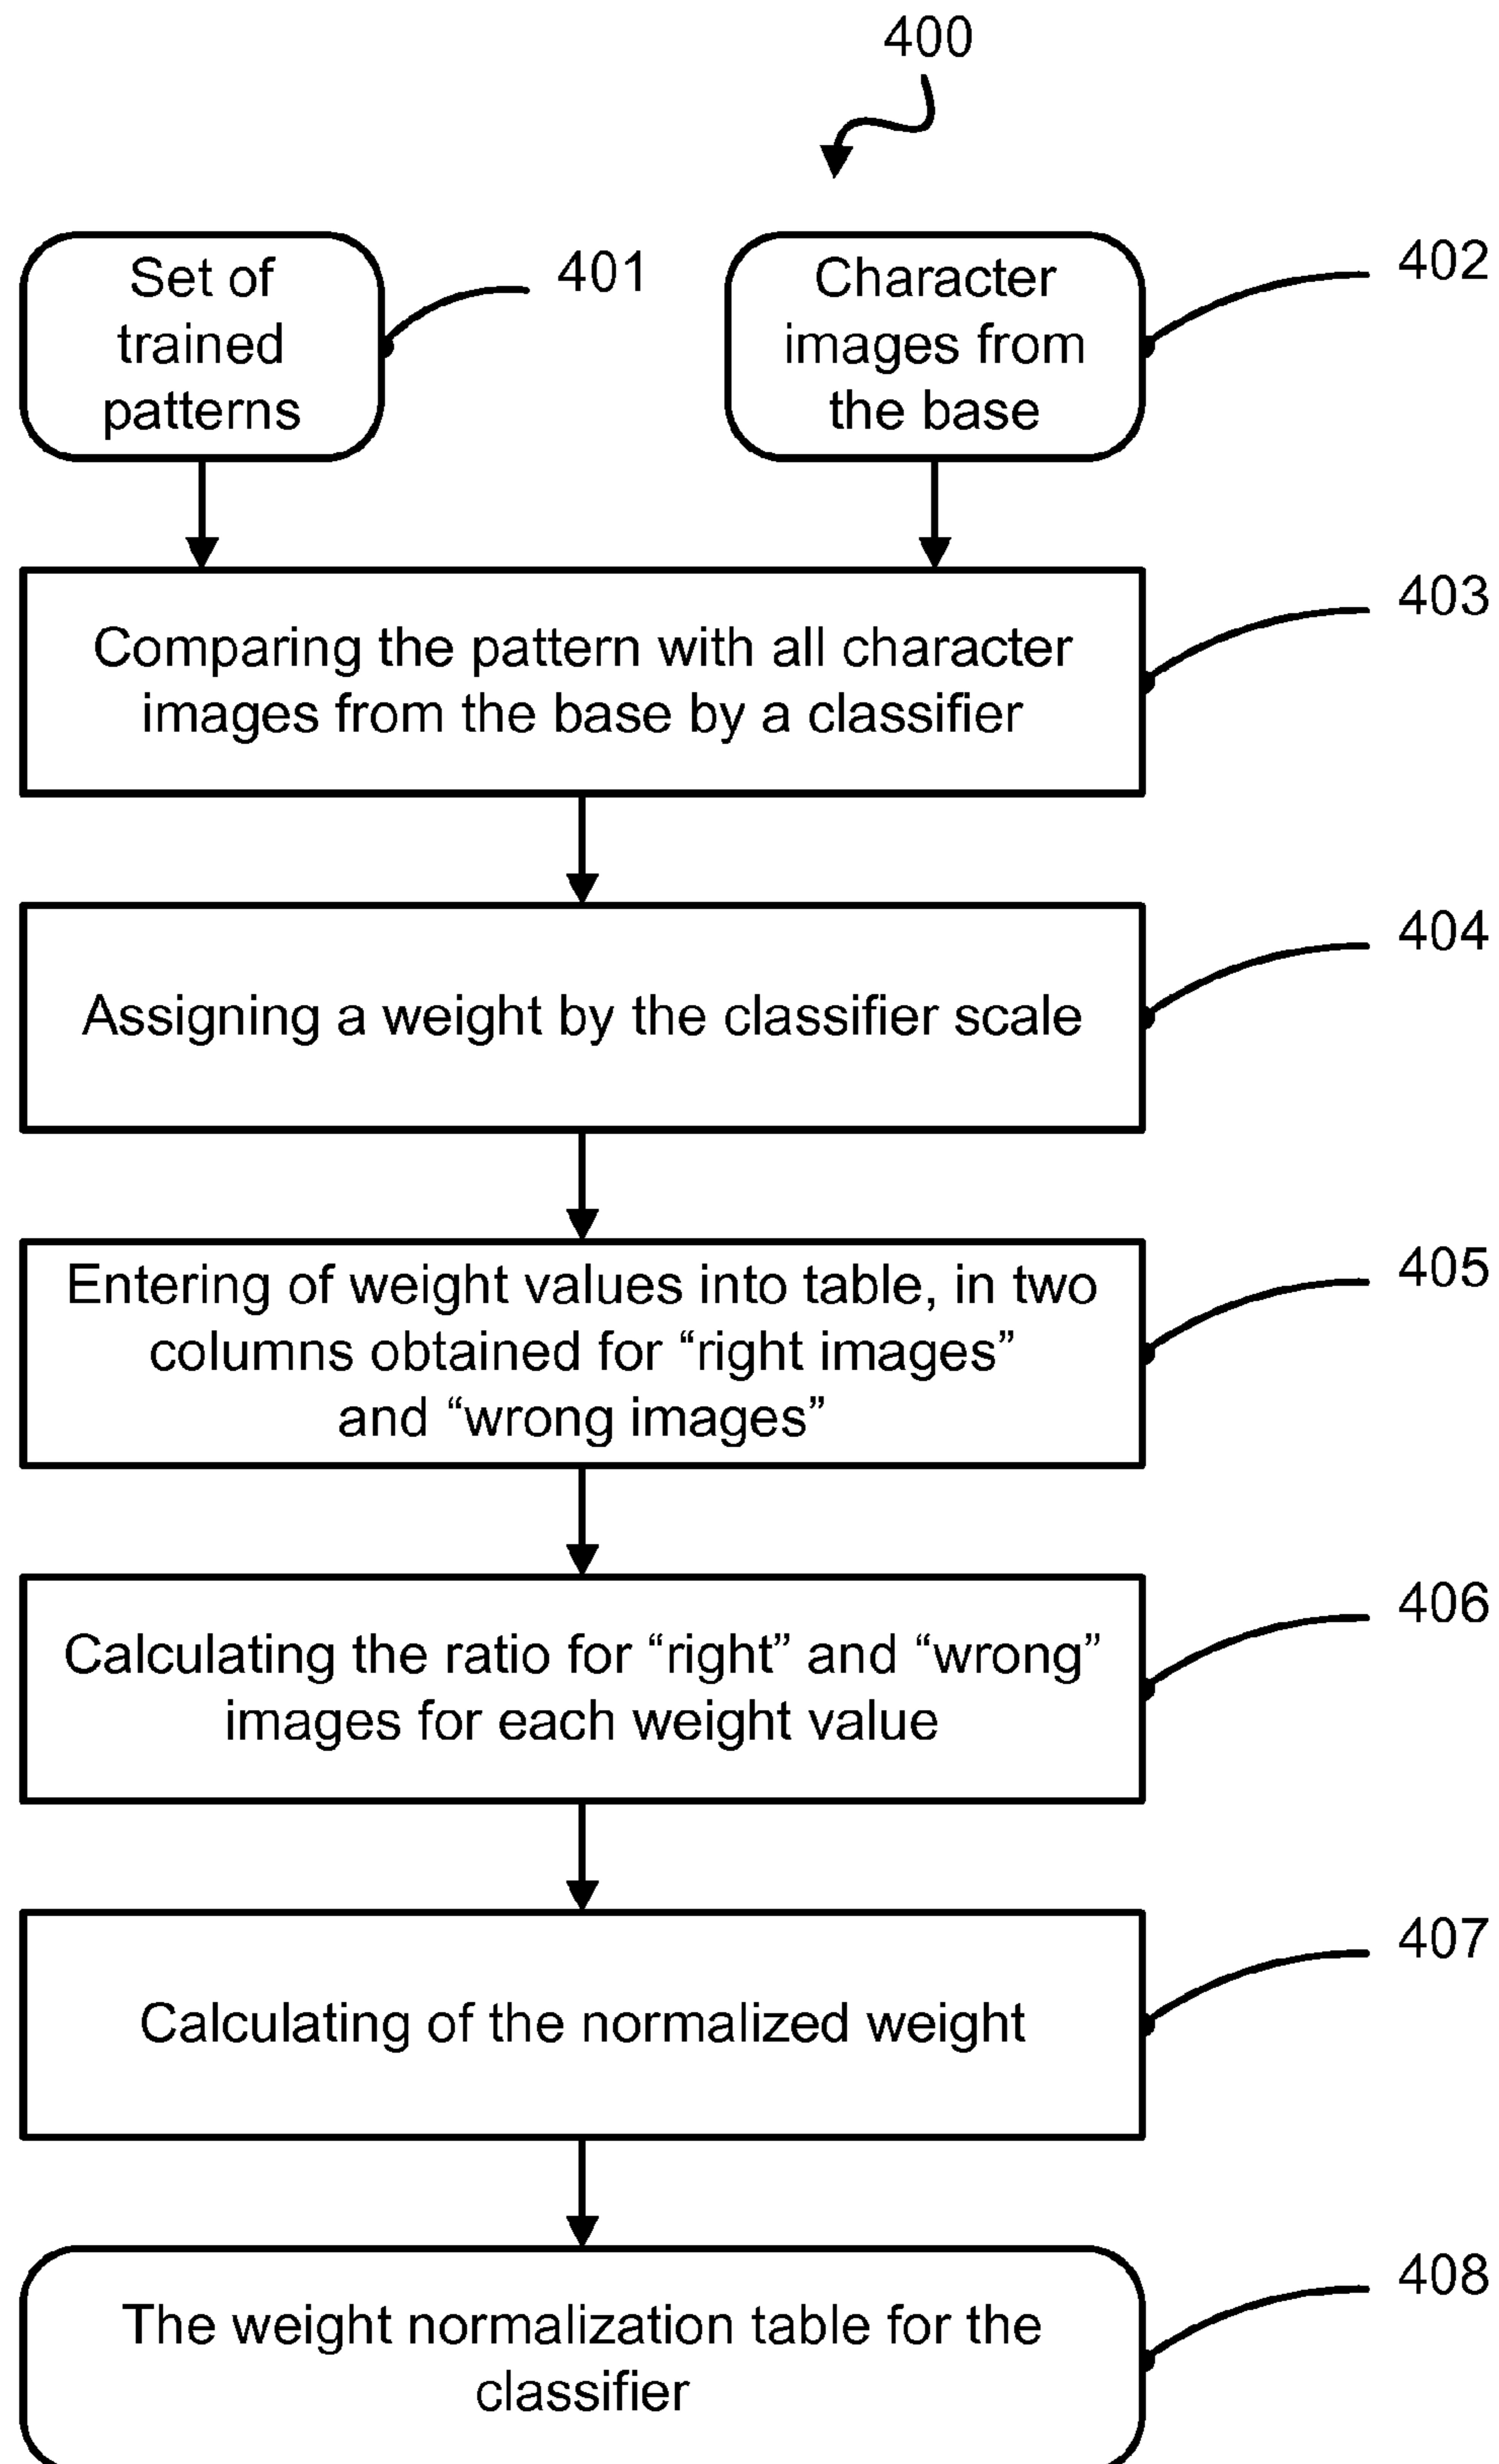 400
Set of
trained
patterns
401
Character
images from
the base
402
Comparing the pattern with all character
images from the base by a classifier
403
Assigning a weight by the classifier scale
404
Entering of weight values into table, in two
columns obtained for “right images”
and “wrong images”
405
Calculating the ratio for “right” and “wrong”
images for each weight value
406
Calculating of the normalized weight
407
The weight normalization table for the
classifier
408